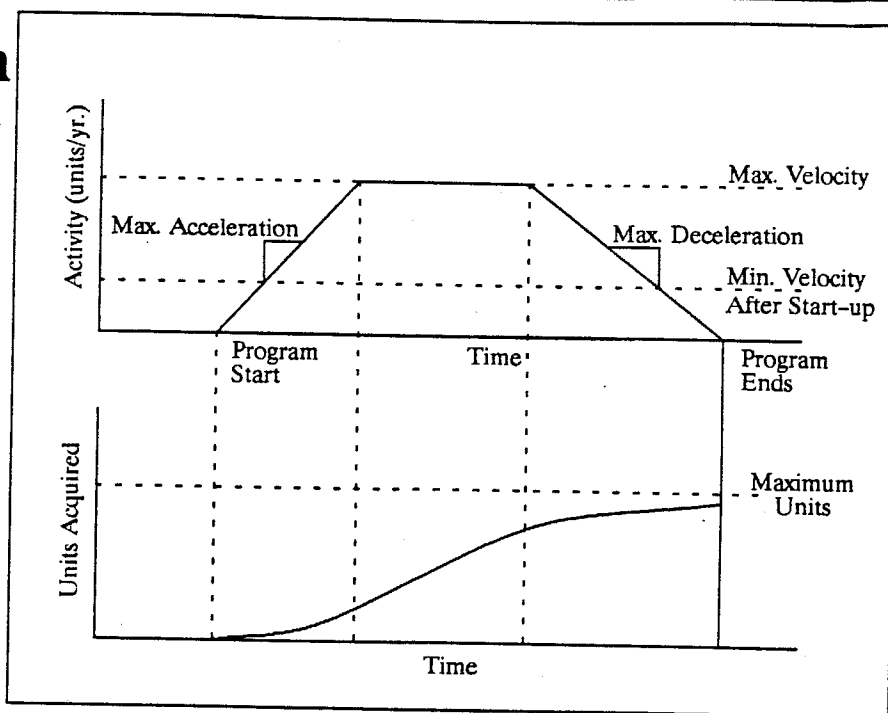 n
Activity (units/yr.)
Max. Velocity
Max. Acceleration
Max. Deceleration
Min. Velocity
After Start-up
Program
Start
Time
Program
Ends
Units Acquired
Maximum
Units
Time